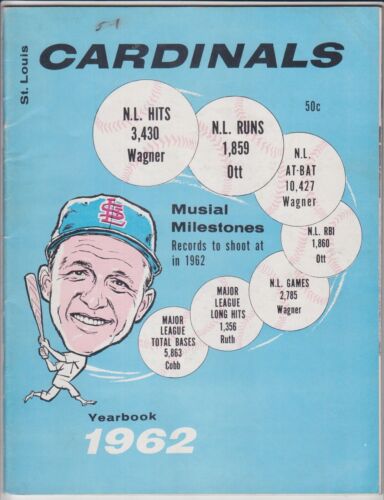 St. Louis
CARDINALS
50c
N.L. HITS
3,430
Wagner
N.L. RUNS
1,859
Ott
N.L.
AT-BAT
10,427
Wagner
N.L. RBI
1,860
Ott
N.L. GAMES
2,785
Wagner
MAJOR
LEAGUE
LONG HITS
1,356
Ruth
MAJOR
LEAGUE
TOTAL BASES
5,863
Cobb
Musial
Milestones
Records to shoot at
in 1962
STL
Yearbook
1962